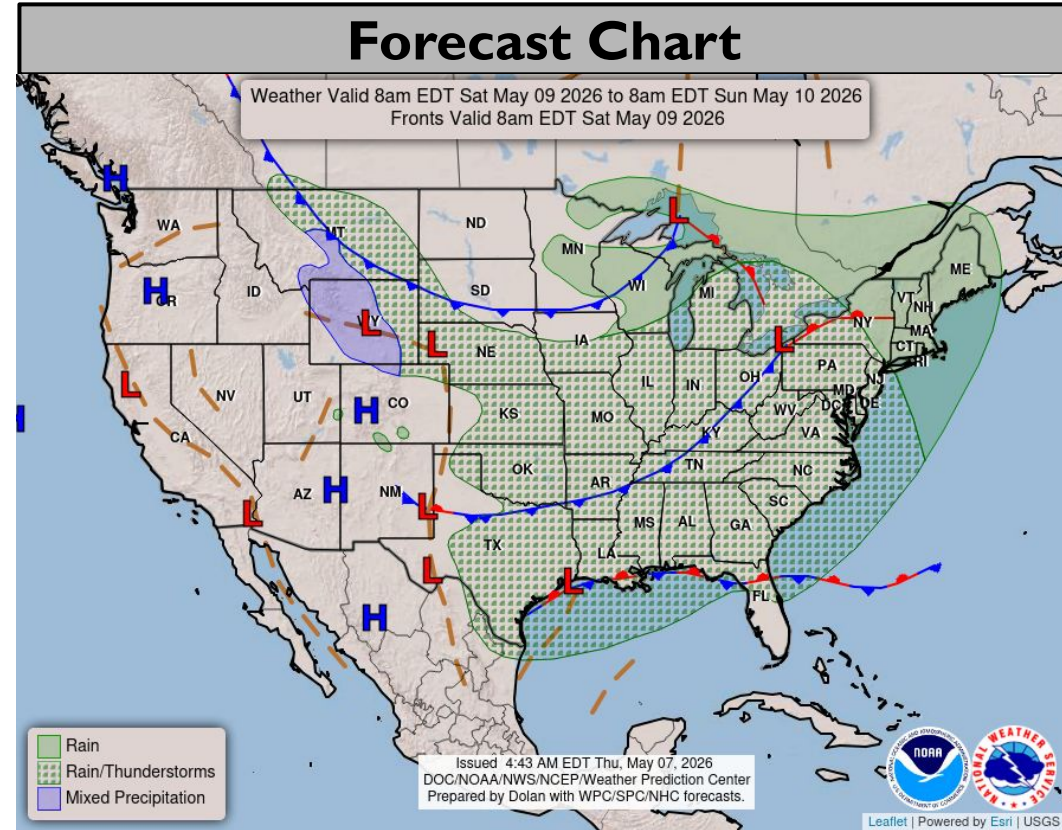 Forecast Chart
Weather Valid 8am EDT Sat May 09 2026 to 8am EDT Sun May 10 2026
Fronts Valid 8am EDT Sat May 09 2026
H
L
WA
MT
ND
MN
ME
H
OR
ID
WY
L
SD
WI
MI
VT
NH
NY
MA
CT
RI
L
NE
IA
L
PA
NJ
L
NV
UT
H
CO
KS
MO
IL
IN
OH
MD
DE
DC
WV
VA
H
CA
KY
AZ
H
NM
L
OK
AR
TN
NC
SC
L
TX
MS
AL
GA
LA
L
L
FL
H
Rain
Rain/Thunderstorms
Mixed Precipitation
Issued 4:43 AM EDT Thu, May 07, 2026
DOC/NOAA/NWS/NCEP/Weather Prediction Center
Prepared by Dolan with WPC/SPC/NHC forecasts.
NOAA
NATIONAL WEATHER SERVICE
Leaflet | Powered by Esri | USGS